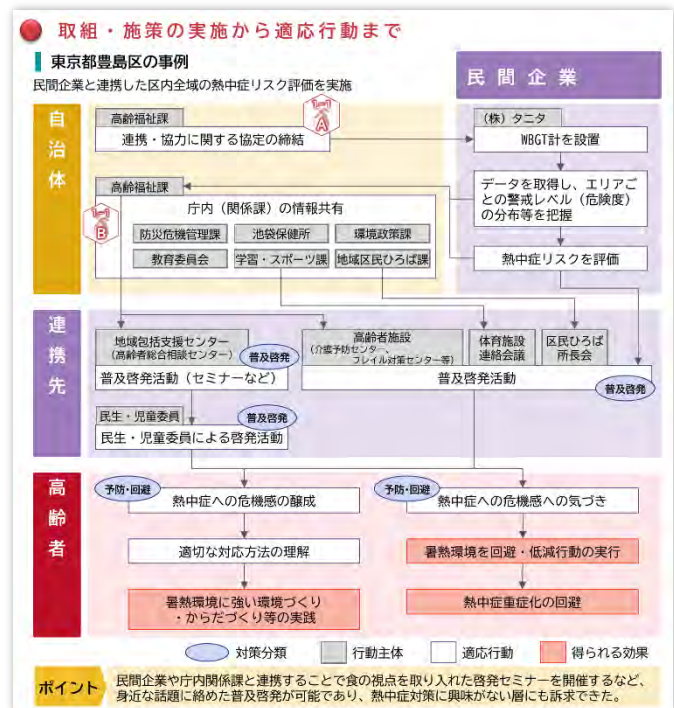 取組・施策の実施から適応行動まで
東京都豊島区の事例
民間企業と連携した区内全域の熱中症リスク評価を実施
民間企業
自治体
高齢福祉課
連携・協力に関する協定の締結
A
(株)タニタ
WBGT計を設置
高齢福祉課
庁内（関係課）の情報共有
B
防災危機管理課
池袋保健所
環境政策課
教育委員会
学習・スポーツ課
地域区民ひろば課
データを取得し、エリアご
との警戒レベル（危険度）
の分布等を把握
熱中症リスクを評価
連携先
地域包括支援センター
（高齢者総合相談センター）
普及啓発
普及啓発活動（セミナーなど）
高齢者施設
（介護予防センター、
フレイル対策センター等）
体育施設
連絡会議
区民ひろば
所長会
普及啓発活動
普及啓発
民生・児童委員
普及啓発
民生・児童委員による啓発活動
高齢者
予防・回避
熱中症への危機感の醸成
適切な対応方法の理解
暑熱環境に強い環境づくり
・からだづくり等の実践
予防・回避
熱中症への危機感への気づき
暑熱環境を回避・低減行動の実行
熱中症重症化の回避
対策分類
行動主体
適応行動
得られる効果
ポイント
民間企業や庁内関係課と連携することで食の視点を取り入れた啓発セミナーを開催するなど、
身近な話題に絡めた普及啓発が可能であり、熱中症対策に興味がない層にも訴求できた。